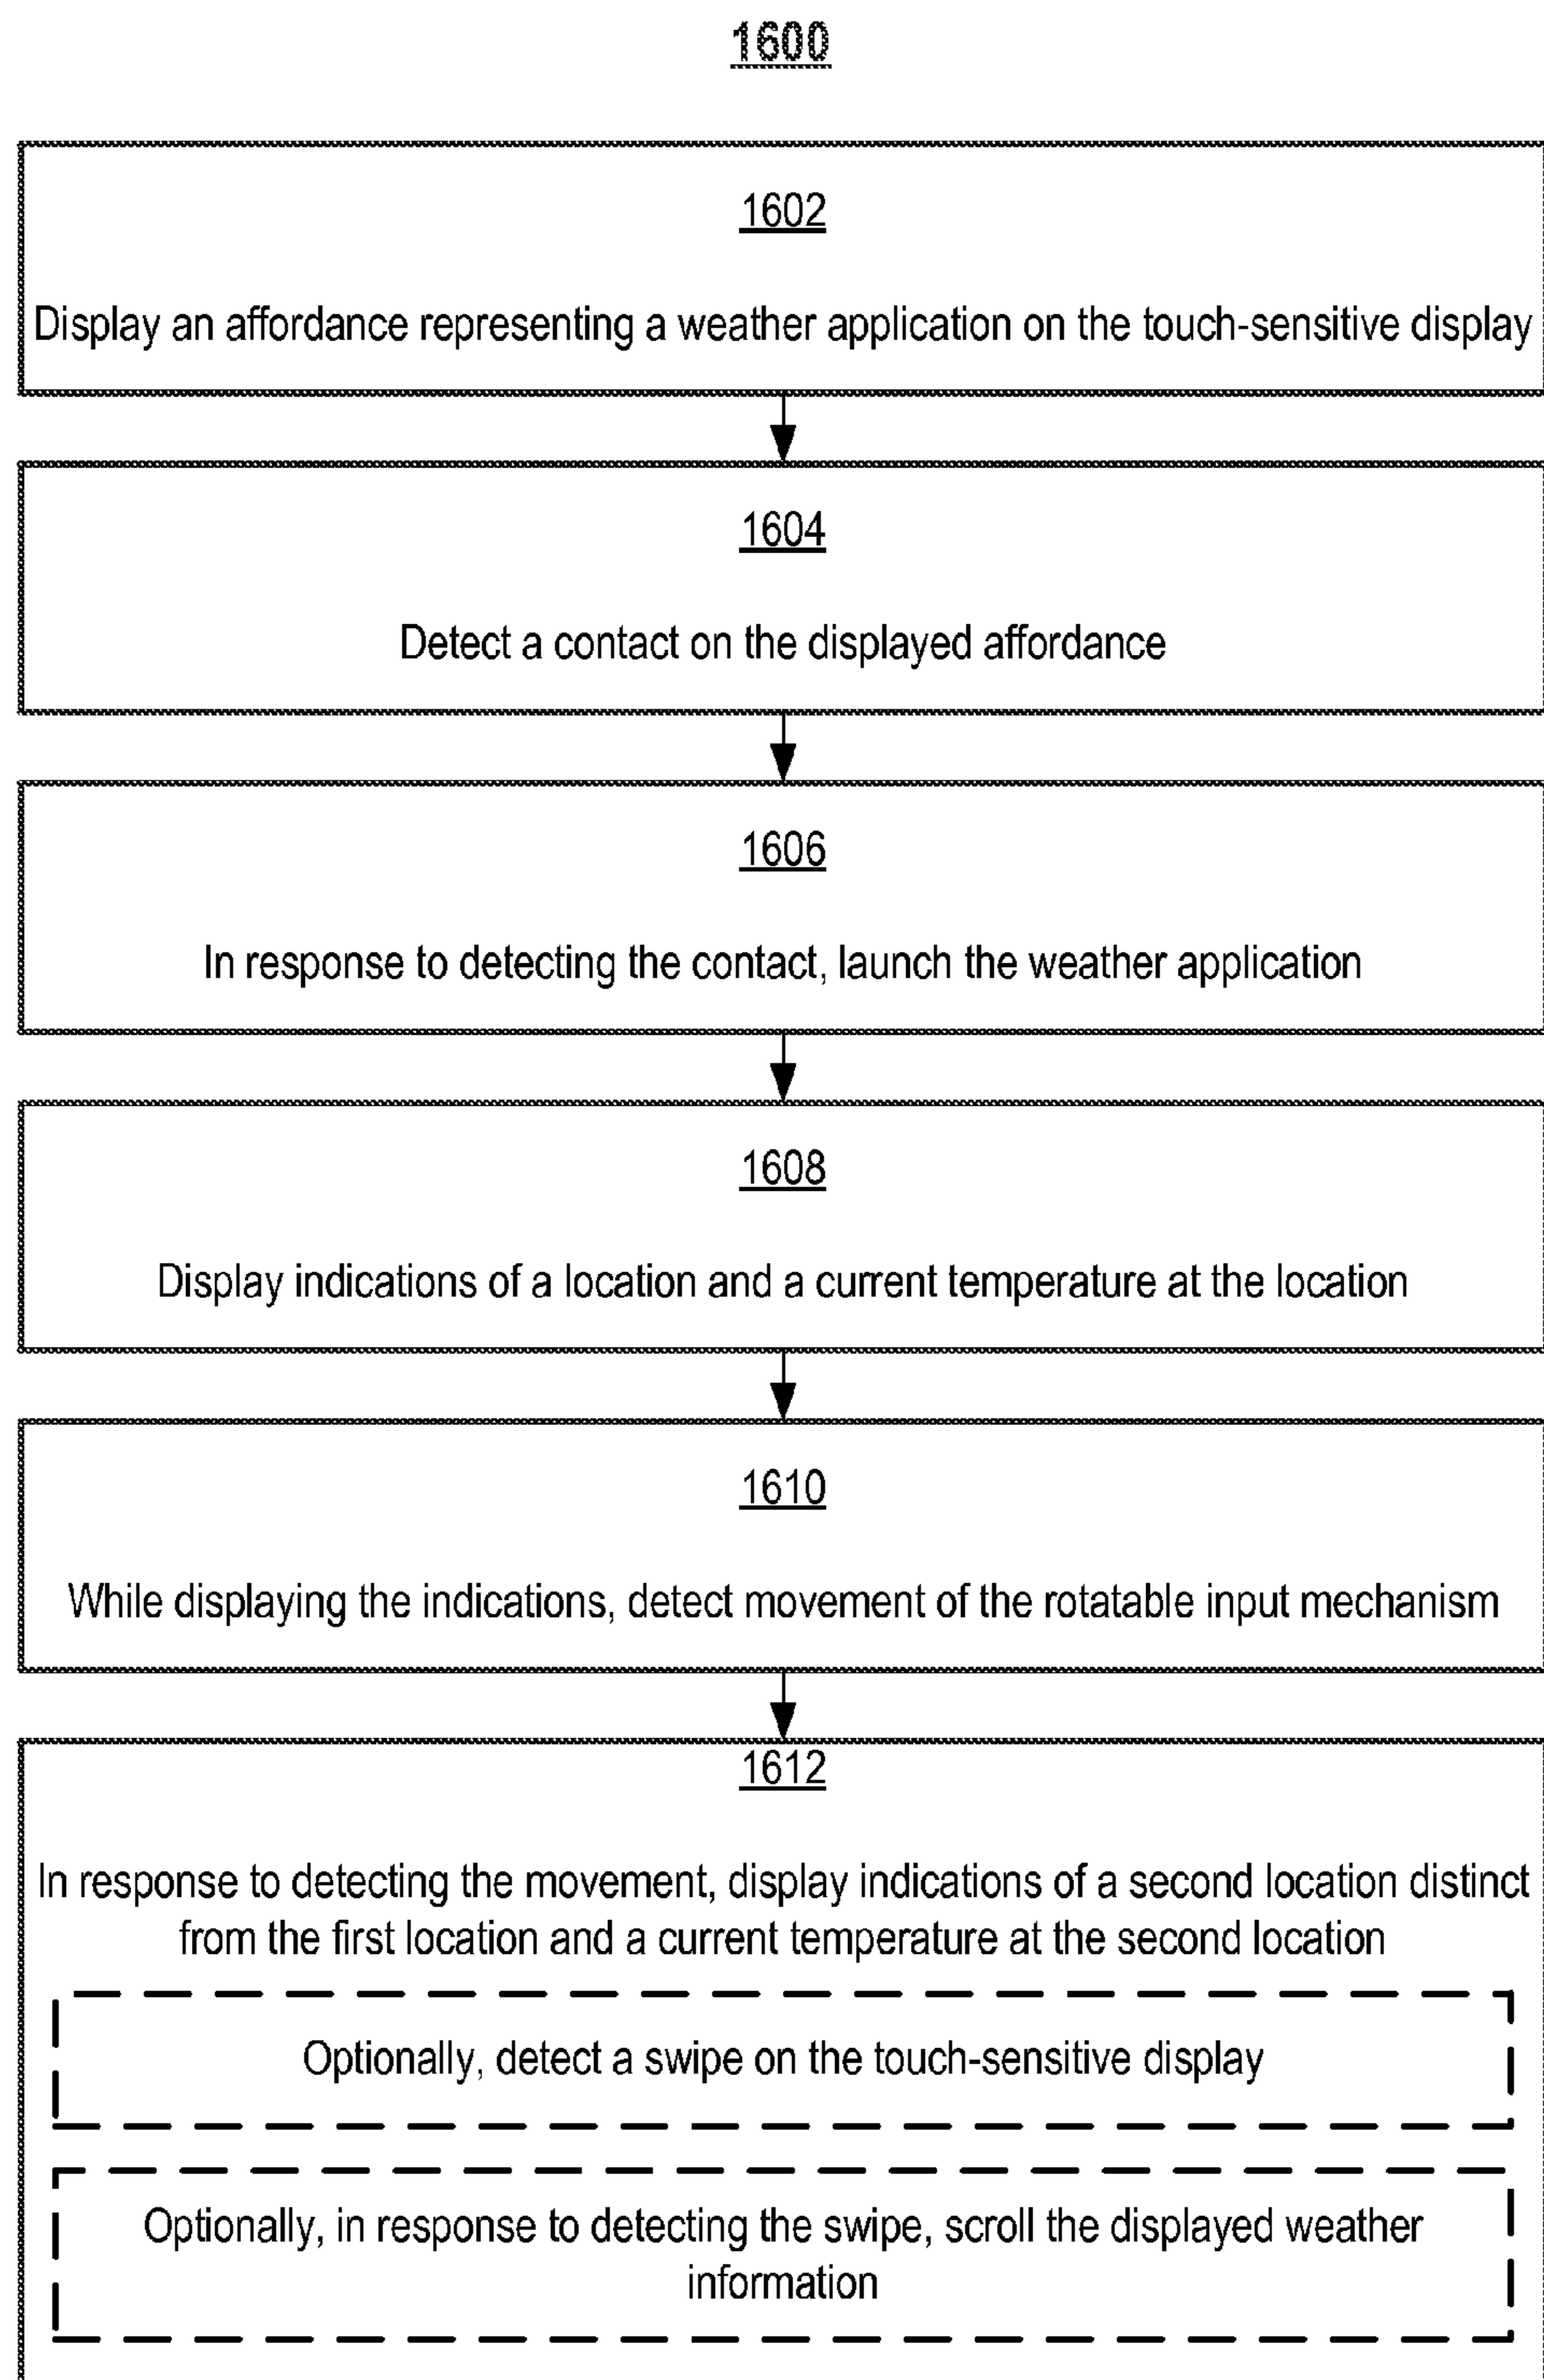 1600
1602
Display an affordance representing a weather application on the touch-sensitive display
1604
Detect a contact on the displayed affordance
1606
In response to detecting the contact, launch the weather application
1608
Display indications of a location and a current temperature at the location
1610
While displaying the indications, detect movement of the rotatable input mechanism
1612
In response to detecting the movement, display indications of a second location distinct
from the first location and a current temperature at the second location
Optionally, detect a swipe on the touch-sensitive display
Optionally, in response to detecting the swipe, scroll the displayed weather
information